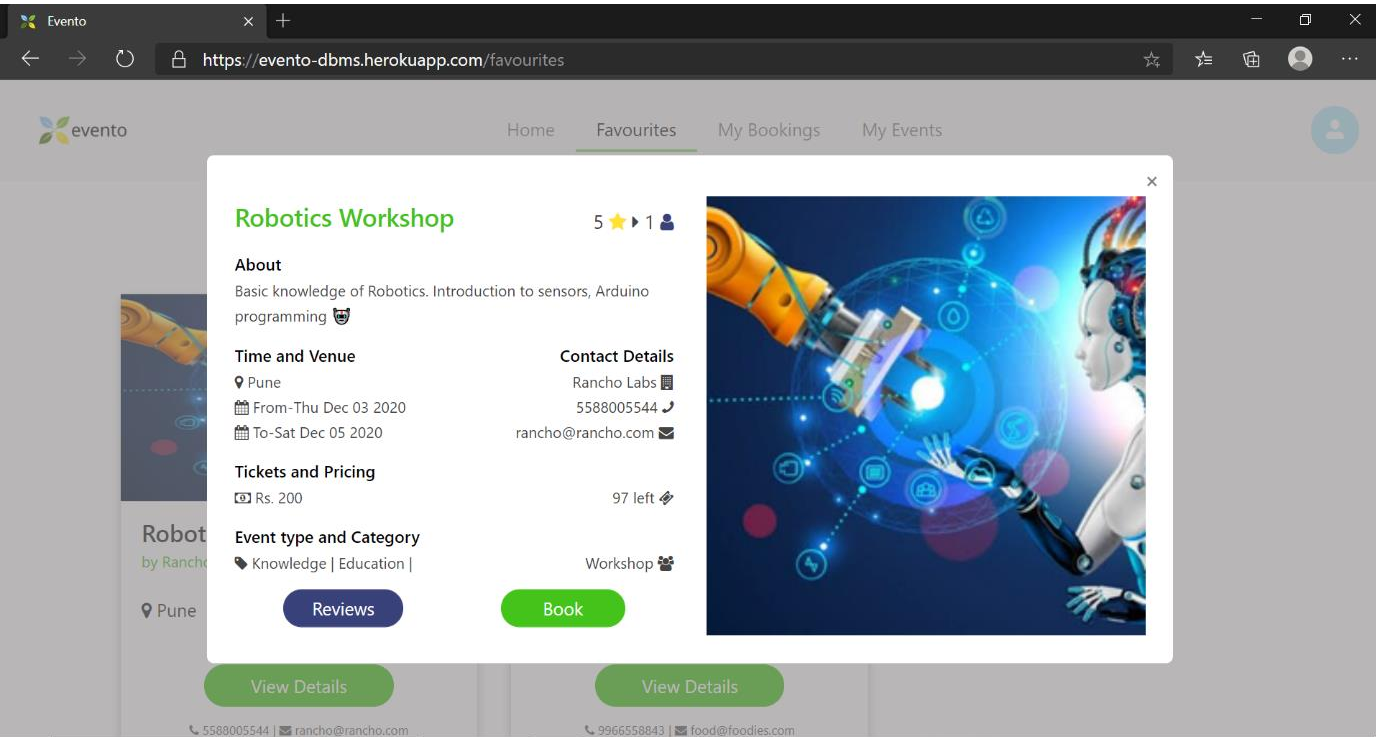 Evento
https://evento-dbms.herokuapp.com/favourites
evento
Home Favourites My Bookings My Events
Robotics Workshop 5 1
About
Basic knowledge of Robotics. Introduction to sensors, Arduino
programming
Time and Venue Contact Details
Pune Rancho Labs
From-Thu Dec 03 2020 5588005544
To-Sat Dec 05 2020 rancho@rancho.com
Tickets and Pricing
Rs. 200 97 left
Event type and Category
Knowledge | Education | Workshop
Reviews Book
Robot
by Rancho
Pune
View Details View Details
5588005544 | rancho@rancho.com 9966558843 | food@foodies.com